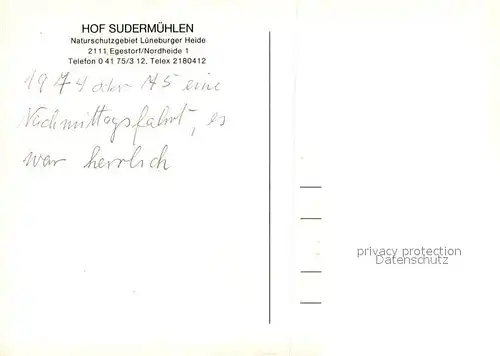 HOF SUDERMÜHLEN
Naturschutzgebiet Lüneburger Heide
2111 Egestorf/Nordheide 1
Telefon 0 41 75/3 12, Telex 2180412
1974 oder 75 eine
Nachmittagsfahrt, es
war herrlich
privacy protection
Datenschutz